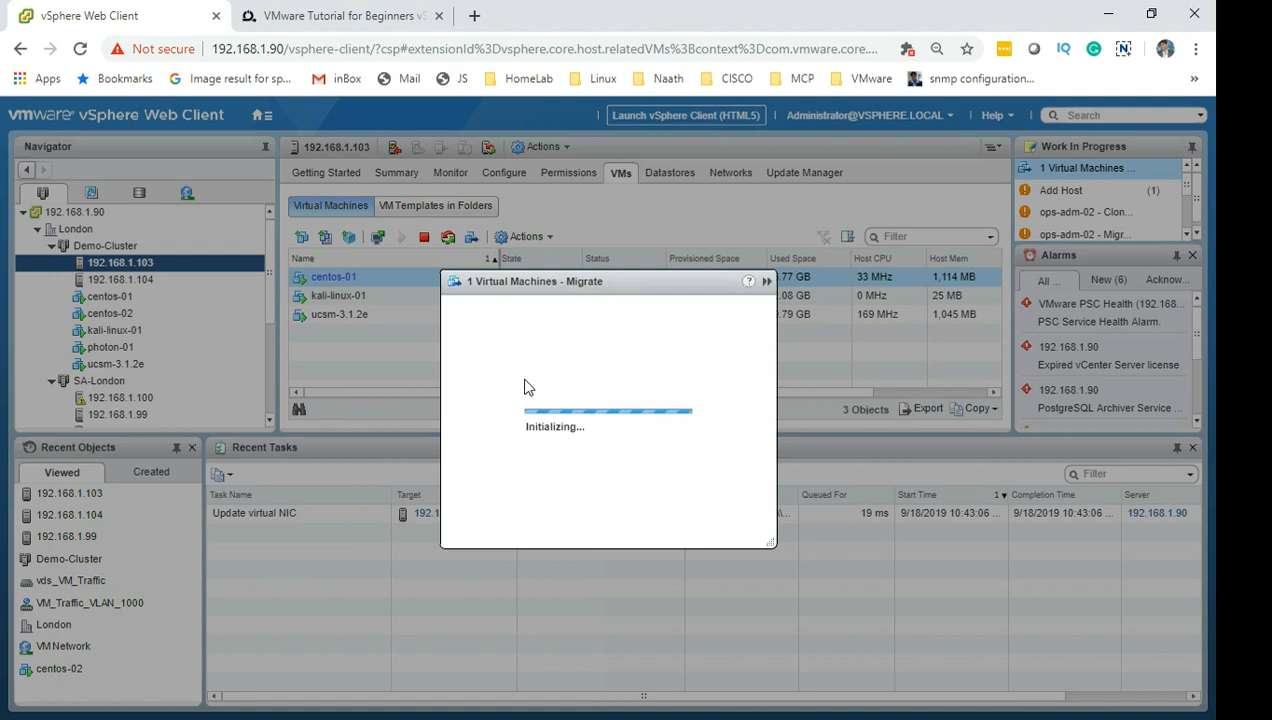 vSphere Web Client
VMware Tutorial for Beginners vS
Not secure
192.168.1.90/vsphere-client/?csp#extensionId%3Dvsphere.core.host.relatedVMs%3Bcontext%3Dcom.vmware.core....
IQ
N
Apps
Bookmarks
Image result for sp...
inBox
Mail
JS
HomeLab
Linux
Naath
CISCO
MCP
VMware
snmp configuration...
»
vmware® vSphere Web Client
Launch vSphere Client (HTML5)
Administrator@VSPHERE.LOCAL
Help
Search
Navigator
192.168.1.90
London
Demo-Cluster
192.168.1.103
192.168.1.104
centos-01
centos-02
kali-linux-01
photon-01
ucsm-3.1.2e
SA-London
192.168.1.100
192.168.1.99
192.168.1.103
Actions
Getting Started
Summary
Monitor
Configure
Permissions
VMs
Datastores
Networks
Update Manager
Virtual Machines
VM Templates in Folders
Actions
Filter
Name
1
State
Status
Provisioned Space
Used Space
Host CPU
Host Mem
centos-01
.77 GB
33 MHz
1,114 MB
kali-linux-01
.08 GB
0 MHz
25 MB
ucsm-3.1.2e
.79 GB
169 MHz
1,045 MB
3 Objects
Export
Copy
1 Virtual Machines - Migrate
?
Initializing...
Work In Progress
1 Virtual Machines ...
Add Host
(1)
ops-adm-02 - Clon...
ops-adm-02 - Migr...
Alarms
All ...
New (6)
Acknow...
VMware PSC Health (192.168...
PSC Service Health Alarm.
192.168.1.90
Expired vCenter Server license
192.168.1.90
PostgreSQL Archiver Service ...
Recent Objects
Viewed
Created
192.168.1.103
192.168.1.104
192.168.1.99
Demo-Cluster
vds_VM_Traffic
VM_Traffic_VLAN_1000
London
VM Network
centos-02
Recent Tasks
Filter
Task Name
Target
Queued For
Start Time
1
Completion Time
Server
Update virtual NIC
192.1
\\...
19 ms
9/18/2019 10:43:06 ...
9/18/2019 10:43:06 ...
192.168.1.90